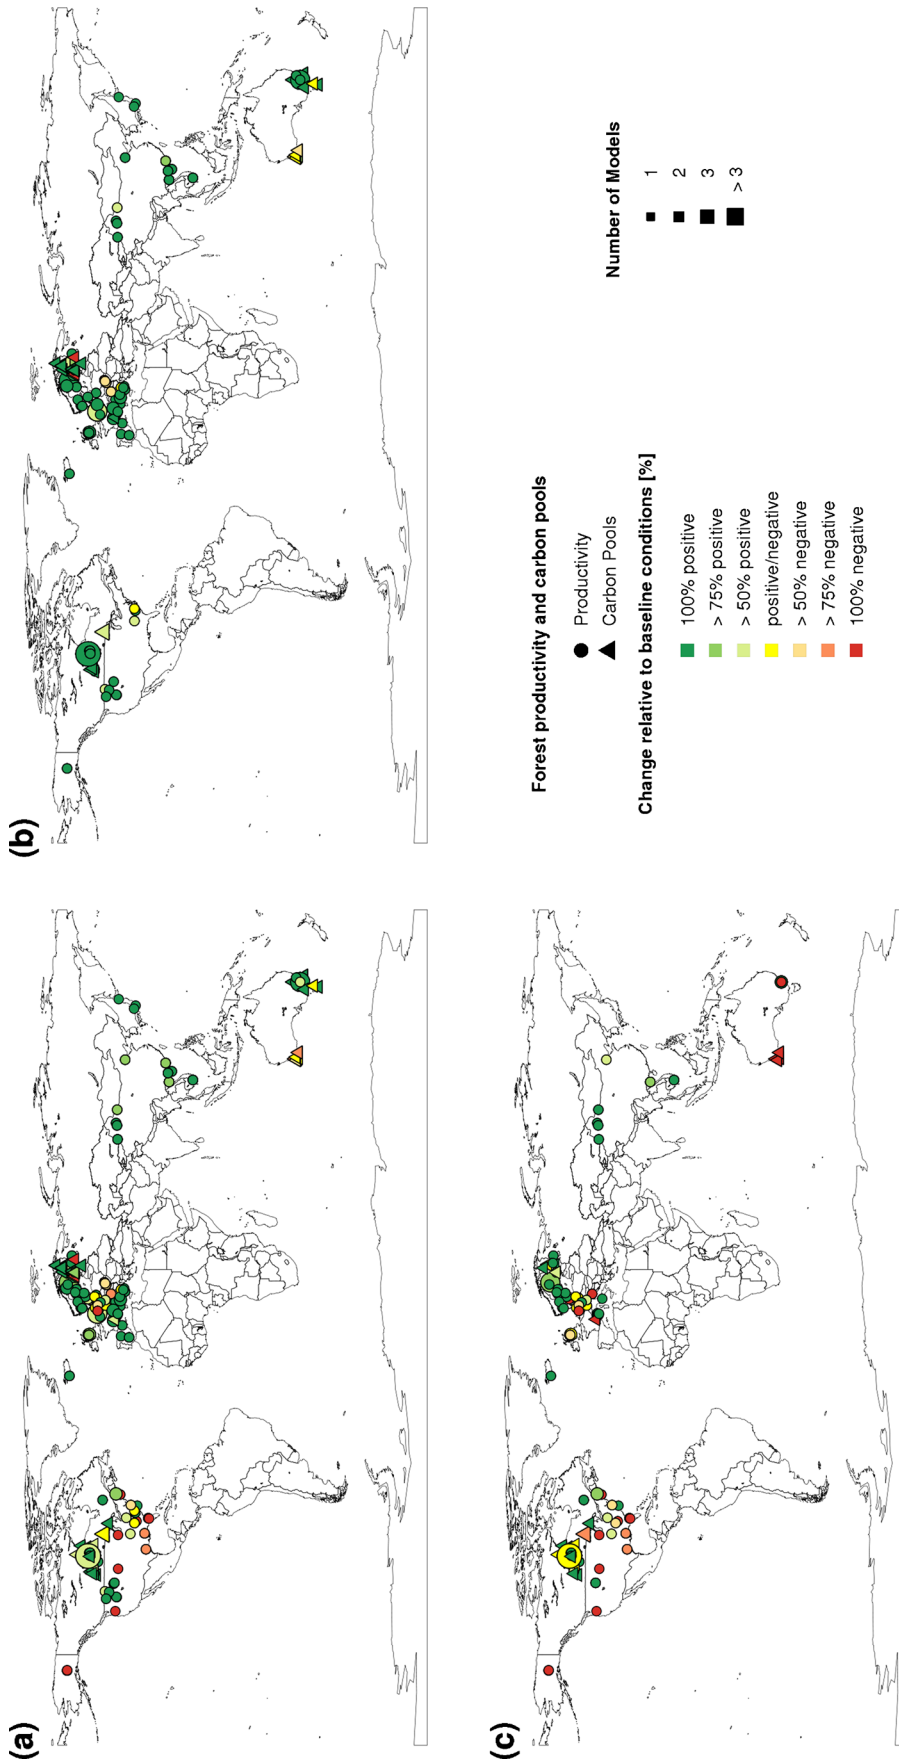 (a)
(b)
(c)
Forest productivity and carbon pools
Productivity
Carbon Pools
Change relative to baseline conditions [%]
100% positive
> 75% positive
> 50% positive
positive/negative
> 50% negative
> 75% negative
100% negative
Number of Models
1
2
3
> 3